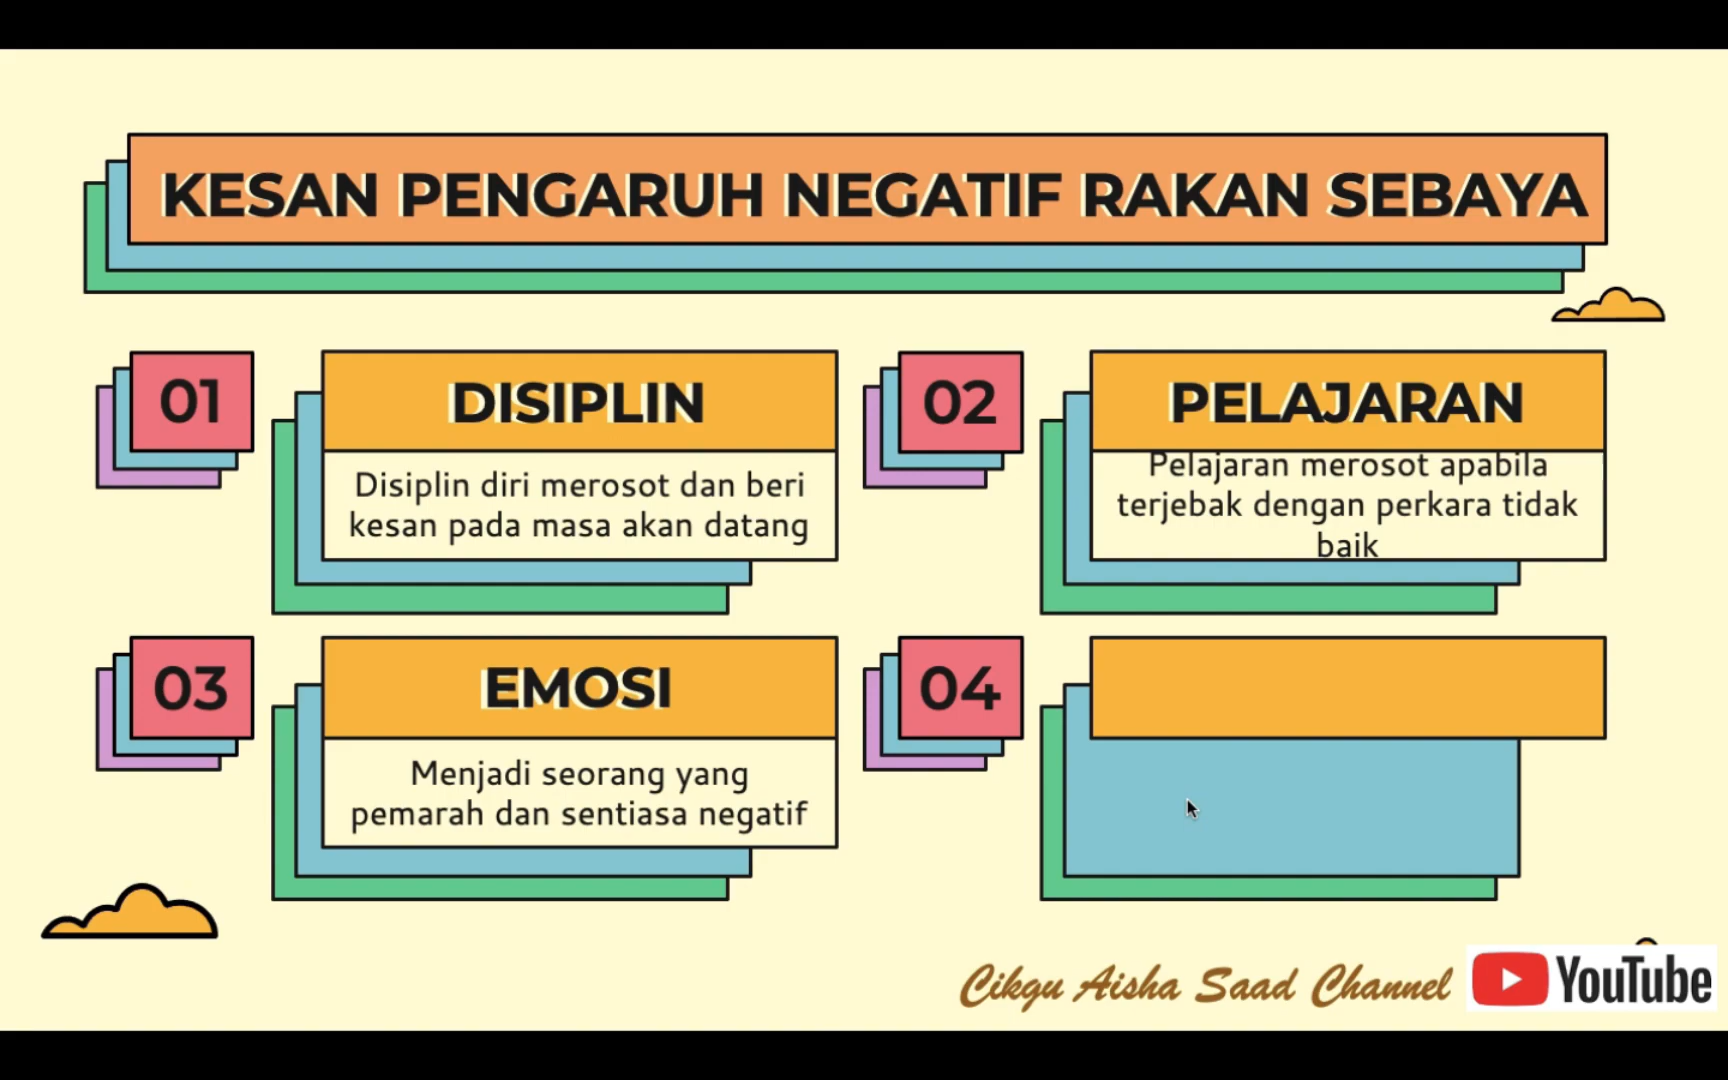 KESAN PENGARUH NEGATIF RAKAN SEBAYA
01
DISIPLIN
Disiplin diri merosot dan beri
kesan pada masa akan datang
02
PELAJARAN
Pelajaran merosot apabila
terjebak dengan perkara tidak
baik
03
EMOSI
Menjadi seorang yang
pemarah dan sentiasa negatif
04
Cikgu Aisha Saad Channel
YouTube